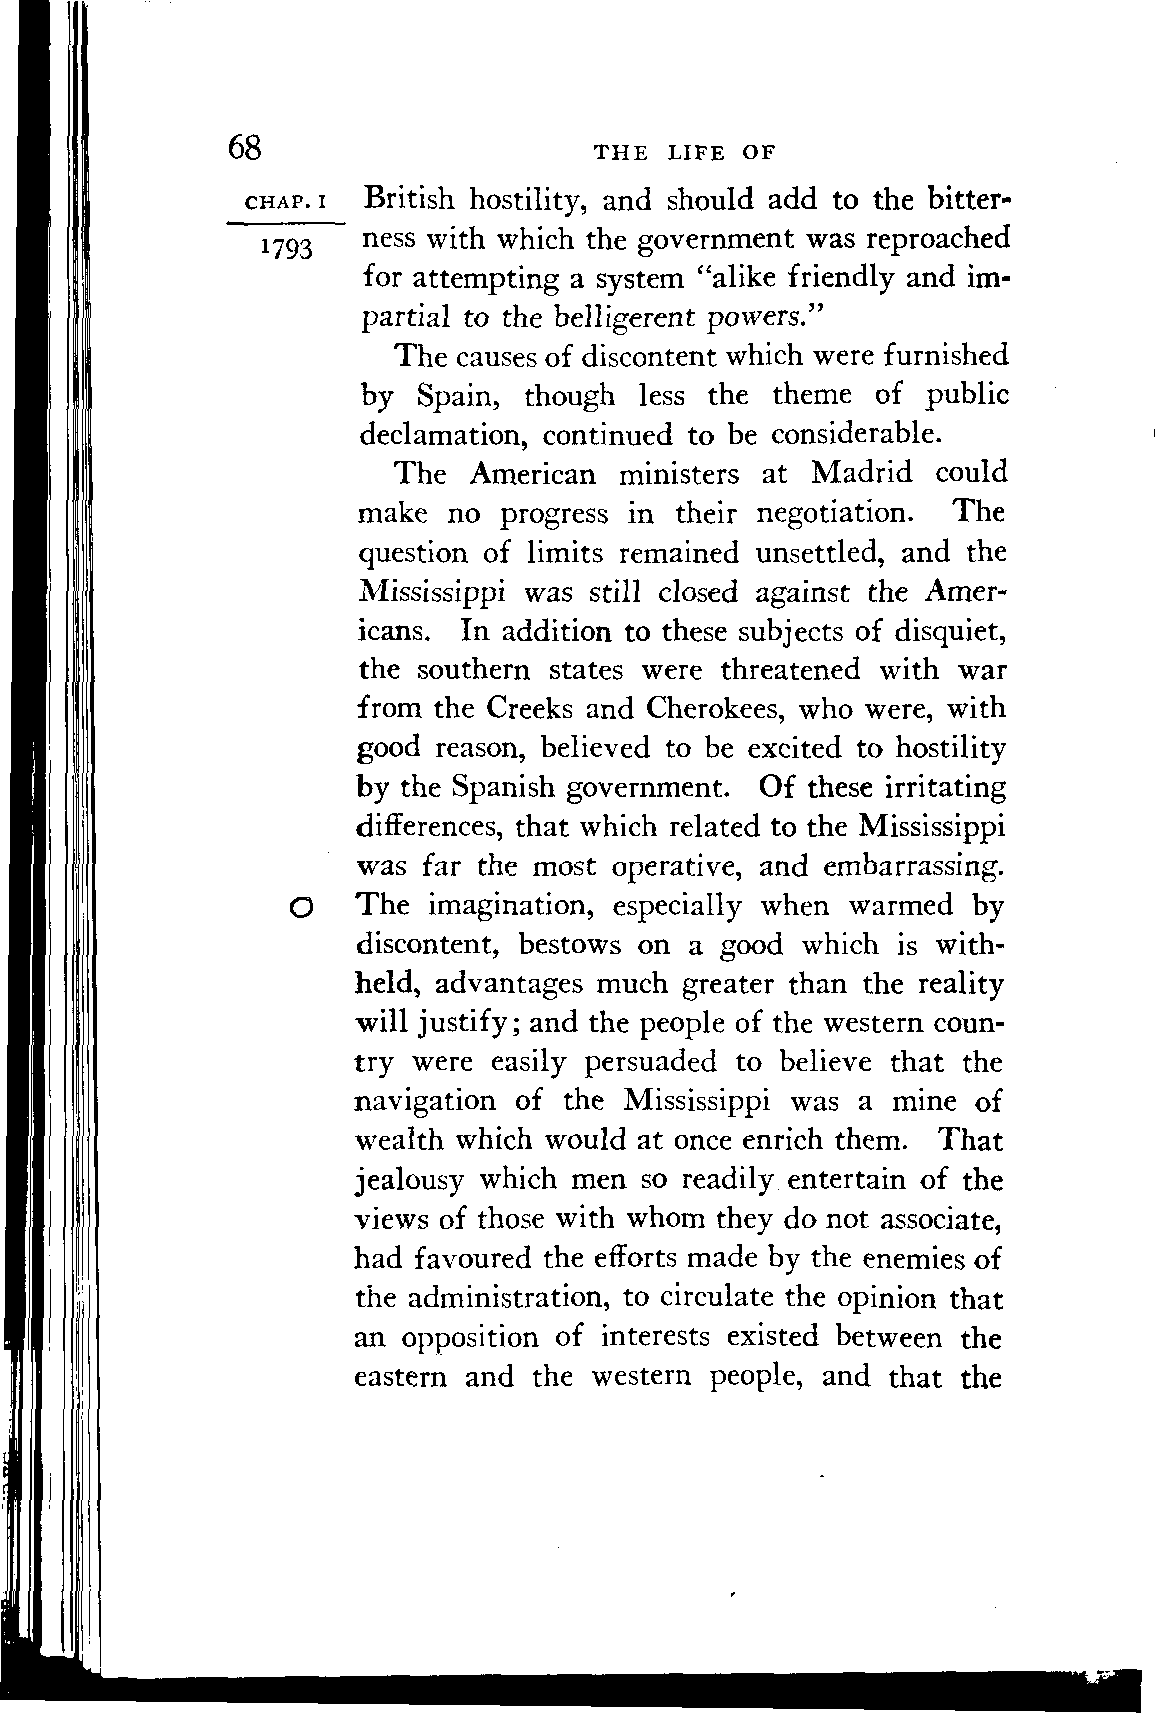 68 THE LIFE OF
CHAP. I British hostility, and should add to the bitter-
1793 ness with which the government was reproached
for attempting a system “alike friendly and im-
partial to the belligerent powers.”
The causes of discontent which were furnished
by Spain, though less the theme of public
declamation, continued to be considerable.
The American ministers at Madrid could
make no progress in their negotiation. The
question of limits remained unsettled, and the
Mississippi was still closed against the Amer-
icans. In addition to these subjects of disquiet,
the southern states were threatened with war
from the Creeks and Cherokees, who were, with
good reason, believed to be excited to hostility
by the Spanish government. Of these irritating
differences, that which related to the Mississippi
was far the most operative, and embarrassing.
The imagination, especially when warmed by
discontent, bestows on a good which is with-
held, advantages much greater than the reality
will justify; and the people of the western coun-
try were easily persuaded to believe that the
navigation of the Mississippi was a mine of
wealth which would at once enrich them. That
jealousy which men so readily entertain of the
views of those with whom they do not associate,
had favoured the efforts made by the enemies of
the administration, to circulate the opinion that
an opposition of interests existed between the
eastern and the western people, and that the